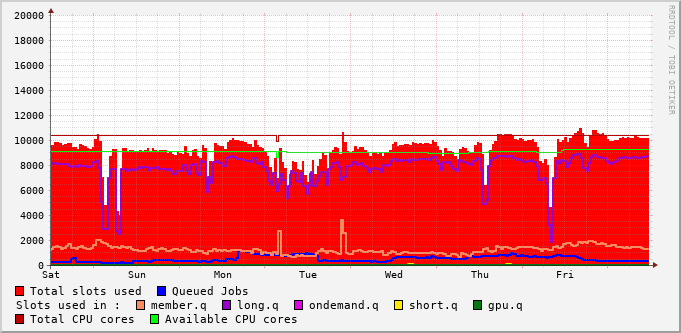 RRDTOOL / TOBI OETIKER
20000
18000
16000
14000
12000
10000
8000
6000
4000
2000
0
Sat Sun Mon Tue Wed Thu Fri
Total slots used Queued Jobs
Slots used in : member.q long.q ondemand.q short.q gpu.q
Total CPU cores Available CPU cores